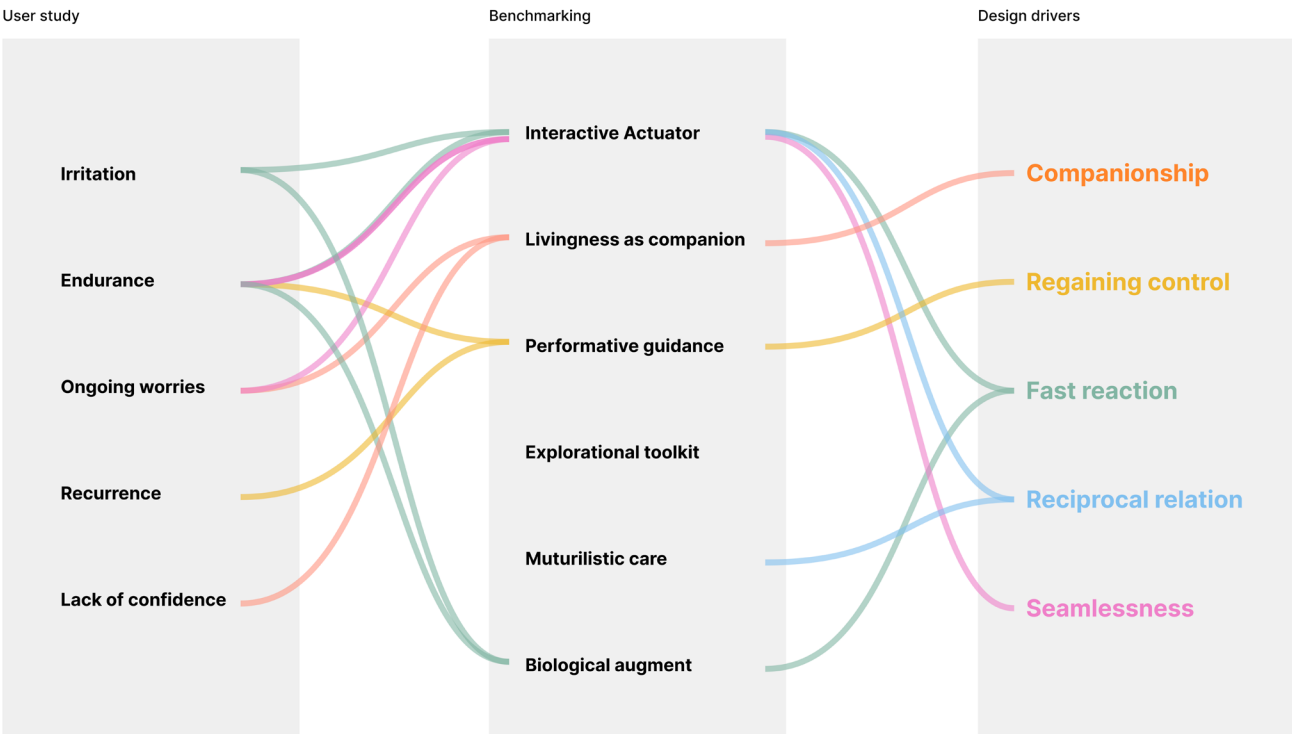 User study
Benchmarking
Design drivers
Irritation
Endurance
Ongoing worries
Recurrence
Lack of confidence
Interactive Actuator
Livingness as companion
Performative guidance
Explorational toolkit
Muturilistic care
Biological augment
Companionship
Regaining control
Fast reaction
Reciprocal relation
Seamlessness